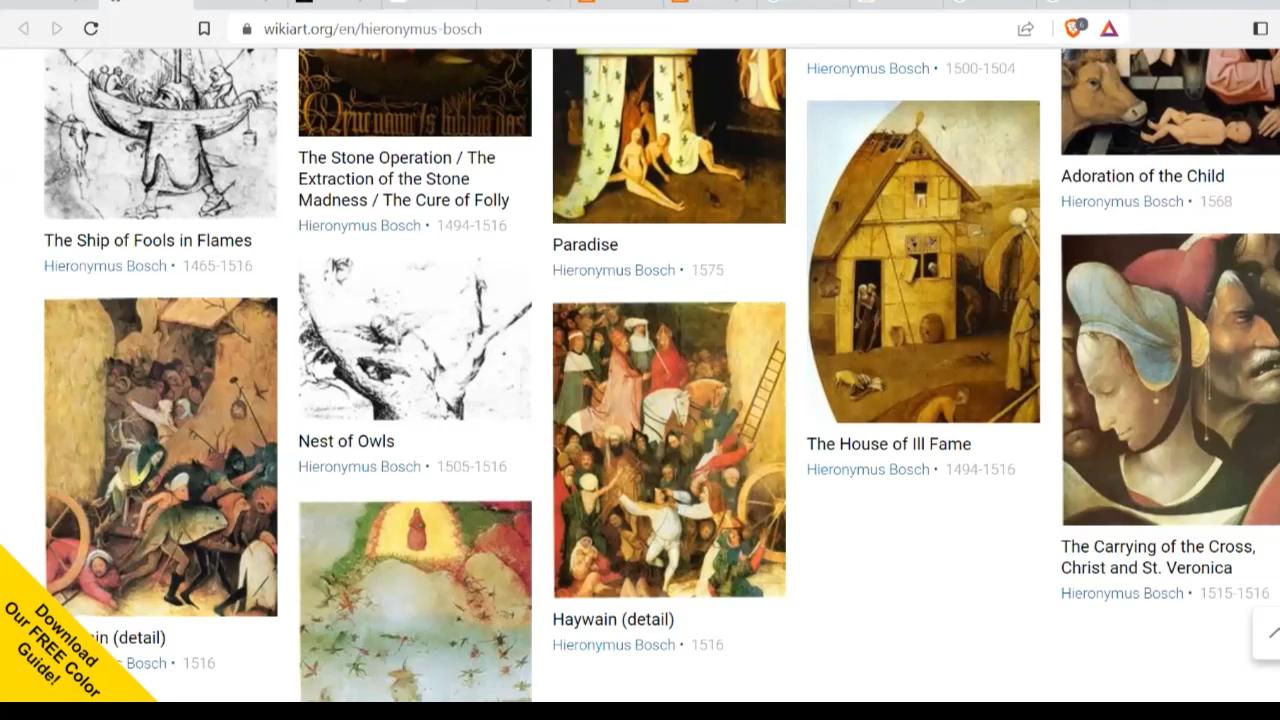 wikiart.org/en/hieronymus-bosch
6
The Ship of Fools in Flames
Hieronymus Bosch • 1465-1516
in (detail)
Bosch • 1516
The Stone Operation / The
Extraction of the Stone
Madness / The Cure of Folly
Hieronymus Bosch • 1494-1516
Nest of Owls
Hieronymus Bosch • 1505-1516
Paradise
Hieronymus Bosch • 1575
Haywain (detail)
Hieronymus Bosch • 1516
Hieronymus Bosch • 1500-1504
The House of Ill Fame
Hieronymus Bosch • 1494-1516
Adoration of the Child
Hieronymus Bosch • 1568
The Carrying of the Cross,
Christ and St. Veronica
Hieronymus Bosch • 1515-1516
Download
Our FREE Color
Guide!